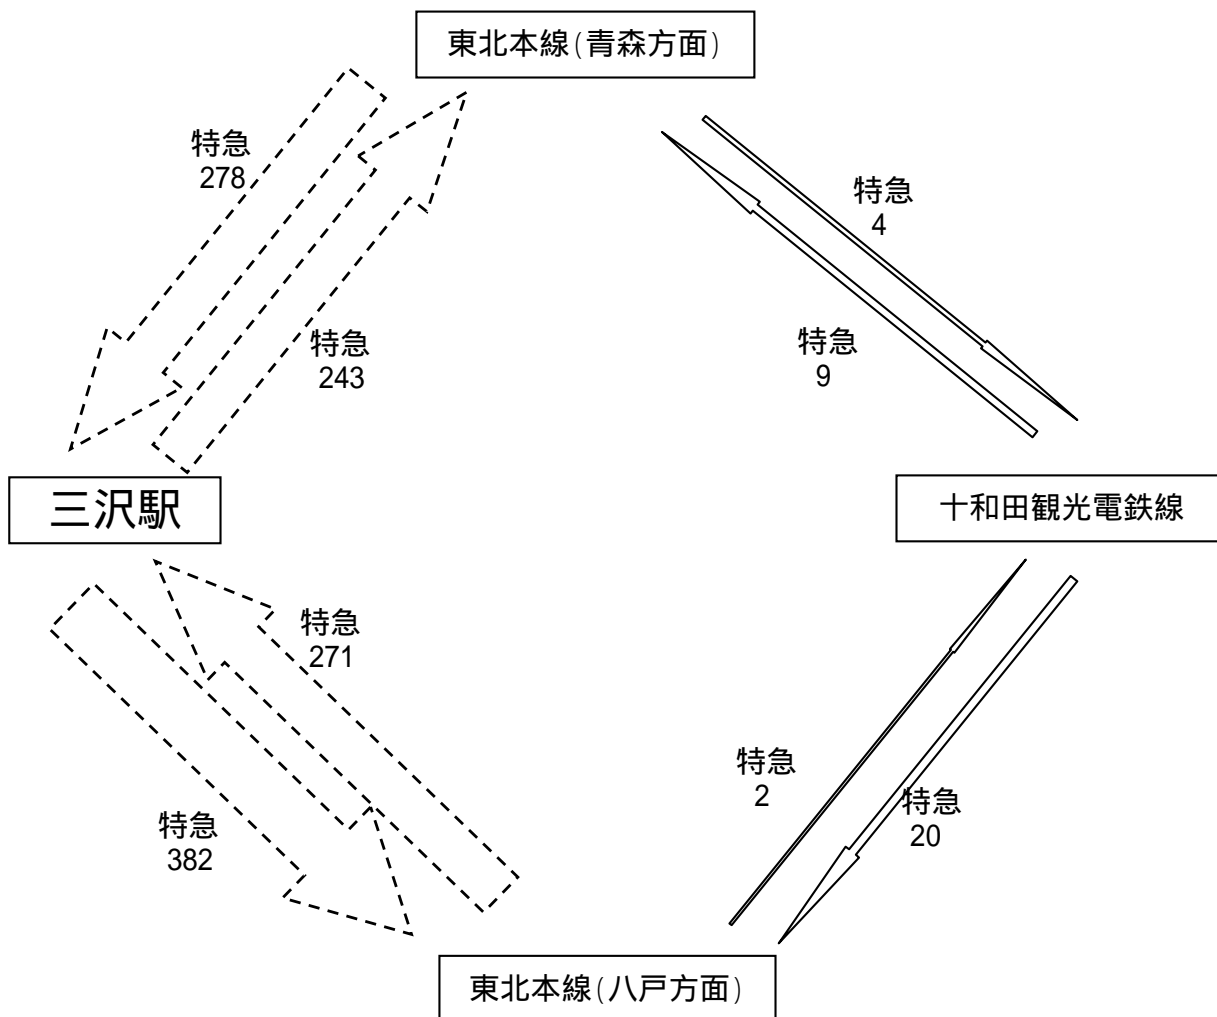 東北本線(青森方面)
特急
278
特急
4
特急
243
特急
9
三沢駅
十和田観光電鉄線
特急
271
特急
2
特急
20
特急
382
東北本線(八戸方面)